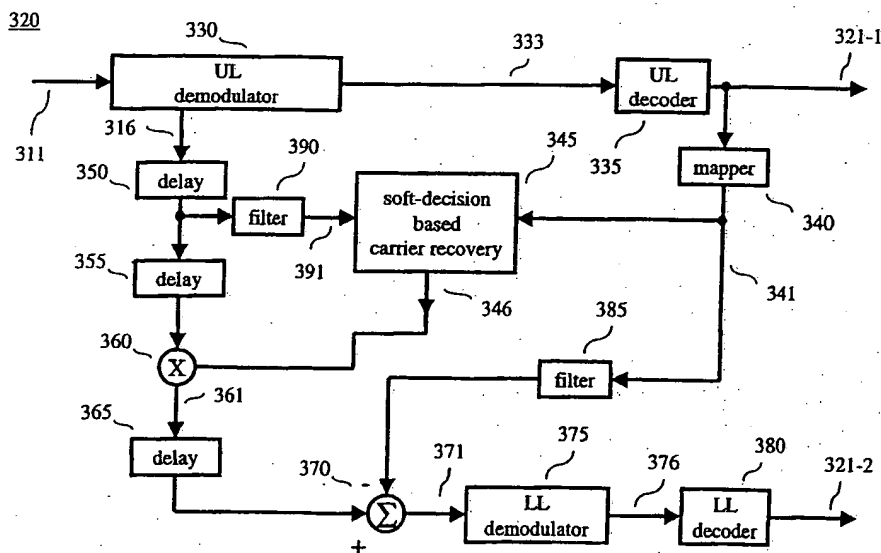 320
330
333
321-1
UL
demodulator
UL
decoder
311
316
350
390
345
335
mapper
340
delay
filter
soft-decision
based
carrier recovery
391
355
delay
346
341
360
X
385
filter
361
365
delay
370
-
371
375
376
380
321-2
Σ
+
LL
demodulator
LL
decoder